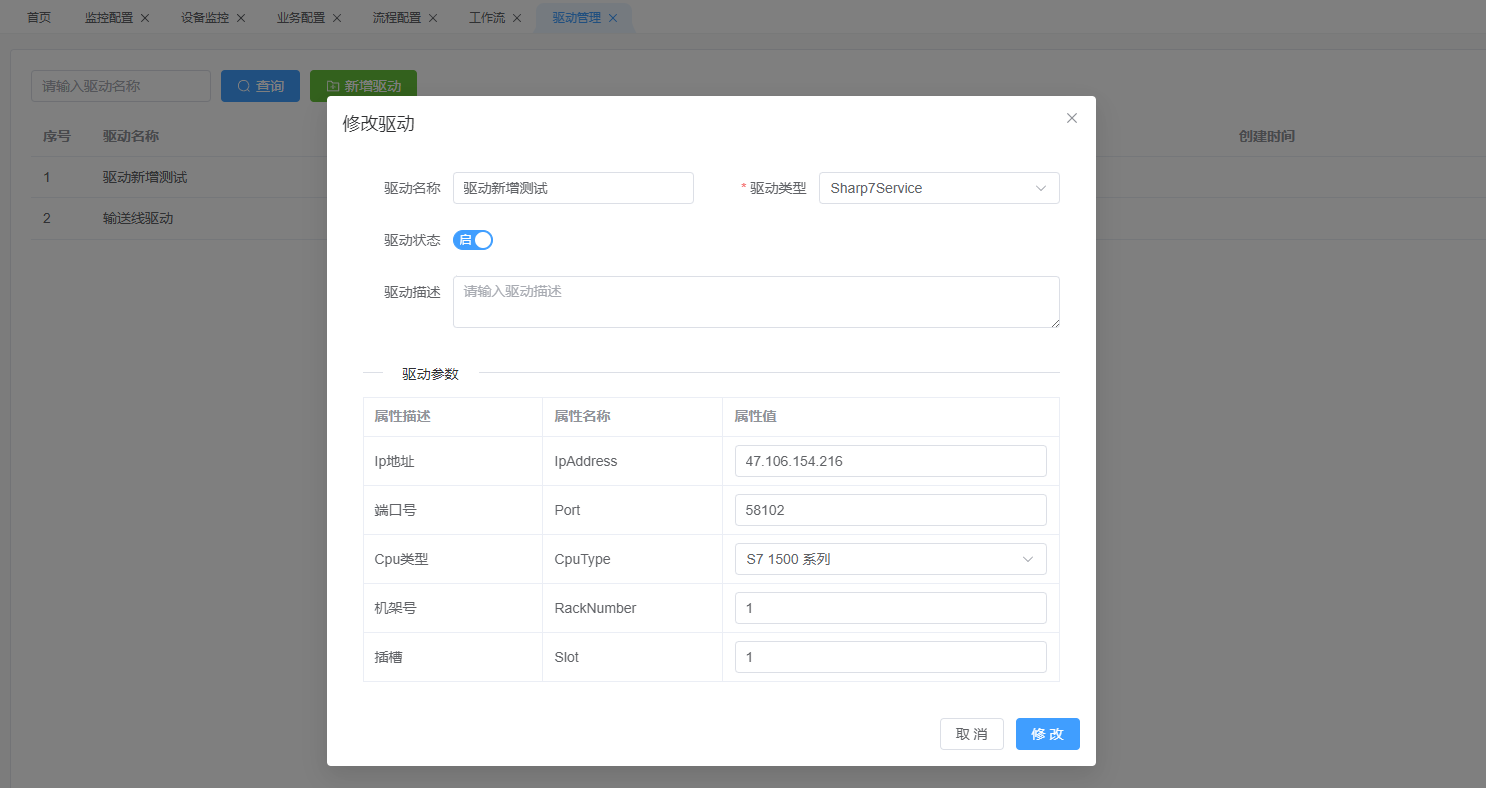 首页 监控配置 设备监控 业务配置 流程配置 工作流 驱动管理
请输入驱动名称 查询 新增驱动
序号 驱动名称 创建时间
1 驱动新增测试
2 输送线驱动
修改驱动
驱动名称 驱动新增测试 * 驱动类型 Sharp7Service
驱动状态 启
驱动描述 请输入驱动描述
驱动参数
属性描述 属性名称 属性值
Ip地址 IpAddress 47.106.154.216
端口号 Port 58102
Cpu类型 CpuType S7 1500 系列
机架号 RackNumber 1
插槽 Slot 1
取 消 修 改